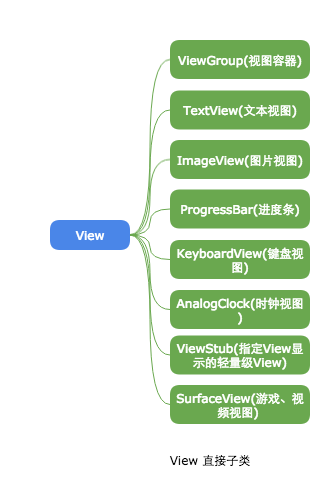 ViewGroup(视图容器)
TextView(文本视图)
ImageView(图片视图)
ProgressBar(进度条)
View
KeyboardView(键盘视
图)
AnalogClock(时钟视图
)
ViewStub(指定View显
示的轻量级View)
SurfaceView(游戏、视
频视图)
View 直接子类